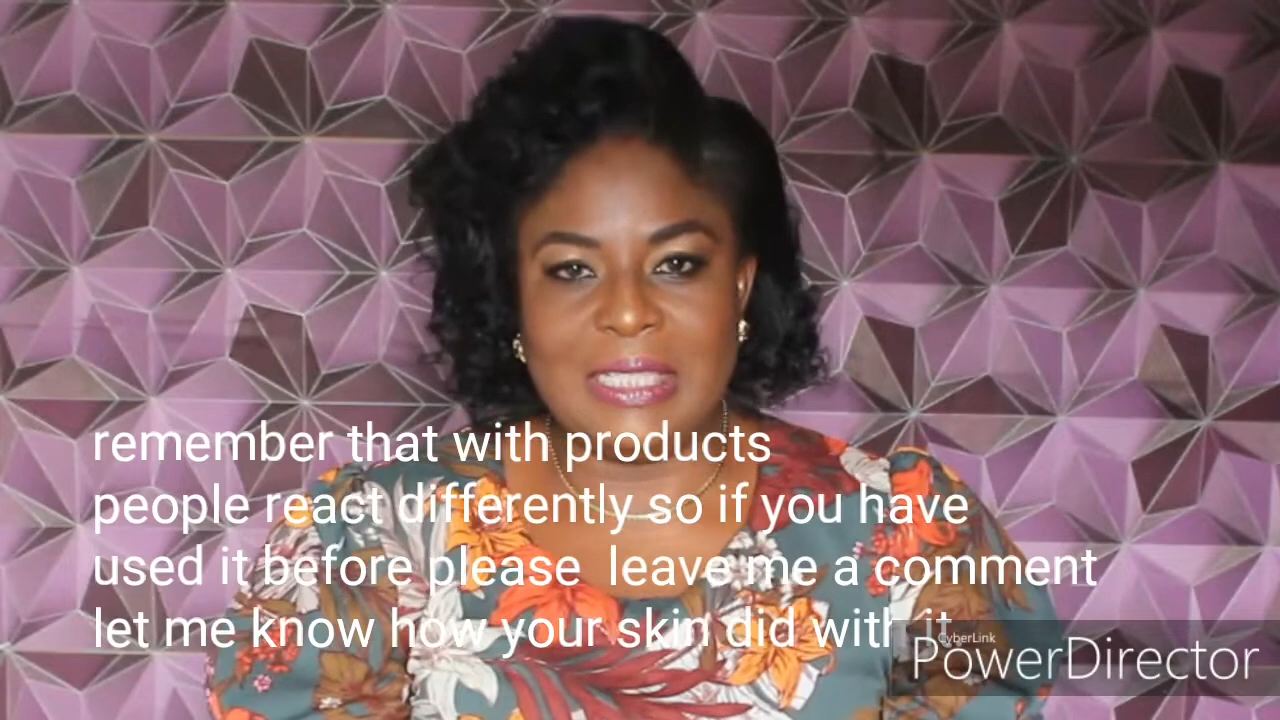 remember that with products
people react differently so if you have
used it before please  leave me a comment
let me know how your skin did with it
CyberLink
PowerDirector